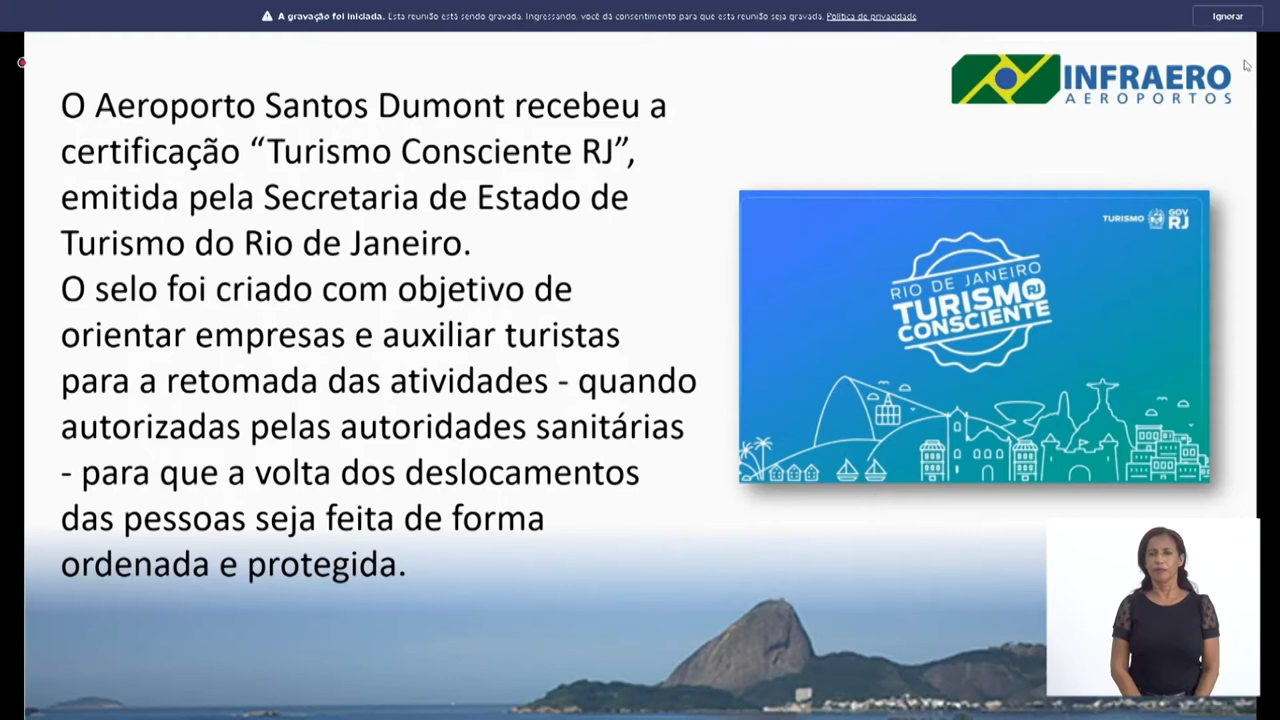 A gravação foi iniciada. Esta reunião está sendo gravada. Ingressando, você dá consentimento para que esta reunião seja gravada. Política de privacidade
Ignorar
INFRAERO
AEROPORTOS
O Aeroporto Santos Dumont recebeu a
certificação “Turismo Consciente RJ”,
emitida pela Secretaria de Estado de
Turismo do Rio de Janeiro.
O selo foi criado com objetivo de
orientar empresas e auxiliar turistas
para a retomada das atividades - quando
autorizadas pelas autoridades sanitárias
- para que a volta dos deslocamentos
das pessoas seja feita de forma
ordenada e protegida.
TURISMO GOV RJ
RIO DE JANEIRO
TURISMO RJ
CONSCIENTE